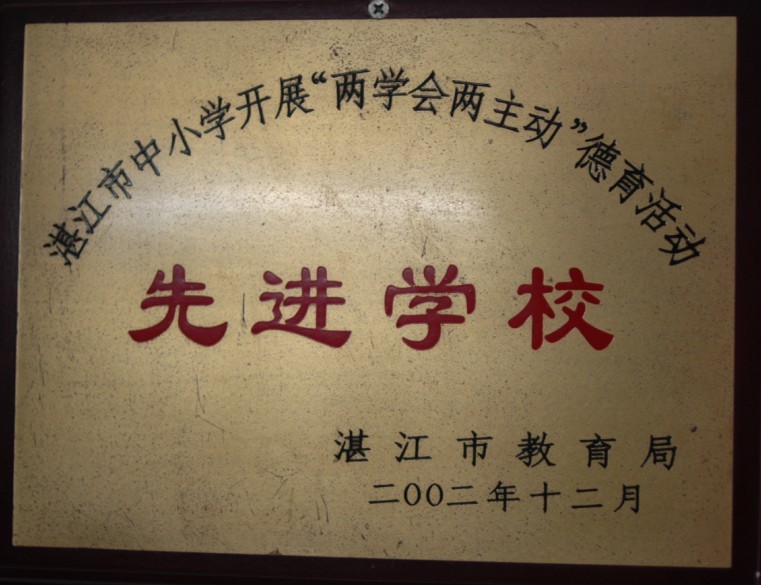 湛江市中小学开展“两学会两主动”德育活动
先进学校
湛江市教育局
二00二年十二月